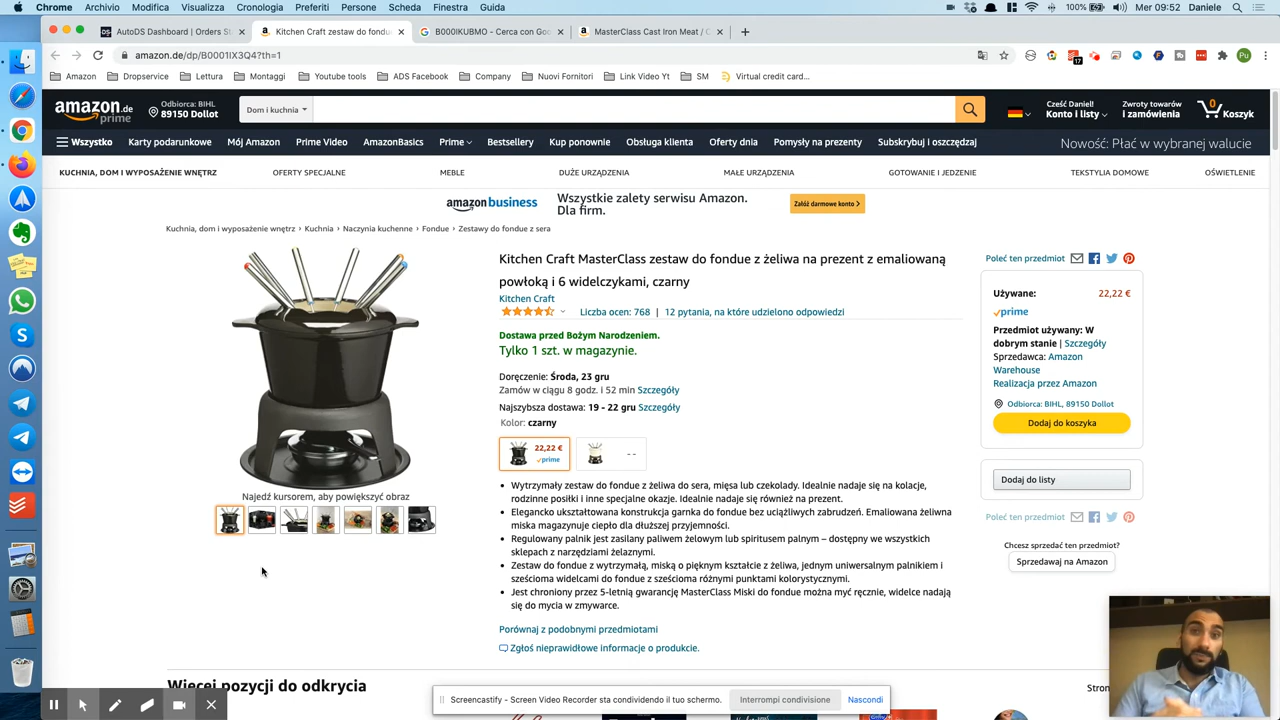 Chrome Archivio Modifica Visualizza Cronologia Preferiti Persone Scheda Finestra Guida 100% Mer 09:52 Daniele
AutoDS Dashboard | Orders St Kitchen Craft zestaw do fondu B000IKUBMO - Cerca con Goo MasterClass Cast Iron Meat / C
amazon.de/dp/B0001IX3Q4?th=1
17
Pu
Amazon Dropservice Lettura Montaggi Youtube tools ADS Facebook Company Nuovi Fornitori Link Video Yt SM Virtual credit card...
amazon.de
prime
Odbiorca: BIHL
89150 Dollot
Dom i kuchnia
Cześć Daniel!
Konto i listy
Zwroty towarów
i zamówienia
0
Koszyk
Wszystko Karty podarunkowe Mój Amazon Prime Video AmazonBasics Prime Bestsellery Kup ponownie Obsługa klienta Oferty dnia Pomysły na prezenty Subskrybuj i oszczędzaj Nowość: Płać w wybranej walucie
KUCHNIA, DOM I WYPOSAŻENIE WNĘTRZ OFERTY SPECJALNE MEBLE DUŻE URZĄDZENIA MAŁE URZĄDZENIA GOTOWANIE I JEDZENIE TEKSTYLIA DOMOWE OŚWIETLENIE
amazon business
Wszystkie zalety serwisu Amazon.
Dla firm.
Załóż darmowe konto
Kuchnia, dom i wyposażenie wnętrz › Kuchnia › Naczynia kuchenne › Fondue › Zestawy do fondue z sera
Kitchen Craft MasterClass zestaw do fondue z żeliwa na prezent z emaliowaną
powłoką i 6 widelczykami, czarny
Kitchen Craft
Liczba ocen: 768 | 12 pytania, na które udzielono odpowiedzi
Dostawa przed Bożym Narodzeniem.
Tylko 1 szt. w magazynie.
Doręczenie: Środa, 23 gru
Zamów w ciągu 8 godz. i 52 min Szczegóły
Najszybsza dostawa: 19 - 22 gru Szczegóły
Kolor: czarny
22,22 €
prime
- -
Wytrzymały zestaw do fondue z żeliwa do sera, mięsa lub czekolady. Idealnie nadaje się na kolacje,
rodzinne posiłki i inne specjalne okazje. Idealnie nadaje się również na prezent.
Elegancko ukształtowana konstrukcja garnka do fondue bez uciążliwych zabrudzeń. Emaliowana żeliwna
miska magazynuje ciepło dla dłuższej przyjemności.
Regulowany palnik jest zasilany paliwem żelowym lub spiritusem palnym – dostępny we wszystkich
sklepach z narzędziami żelaznymi.
Zestaw do fondue z wytrzymałą, miską o pięknym kształcie z żeliwa, jednym uniwersalnym palnikiem i
sześcioma widelcami do fondue z sześcioma różnymi punktami kolorystycznymi.
Jest chroniony przez 5-letnią gwarancję MasterClass Miski do fondue można myć ręcznie, widelce nadają
się do mycia w zmywarce.
Porównaj z podobnymi przedmiotami
Zgłoś nieprawidłowe informacje o produkcie.
Najedź kursorem, aby powiększyć obraz
Poleć ten przedmiot
Używane: 22,22 €
prime
Przedmiot używany: W
dobrym stanie | Szczegóły
Sprzedawca: Amazon
Warehouse
Realizacja przez Amazon
Odbiorca: BIHL, 89150 Dollot
Dodaj do koszyka
Dodaj do listy
Poleć ten przedmiot
Chcesz sprzedać ten przedmiot?
Sprzedawaj na Amazon
Więcej pozycji do odkrycia
Stron
Screencastify - Screen Video Recorder sta condividendo il tuo schermo. Interrompi condivisione Nascondi